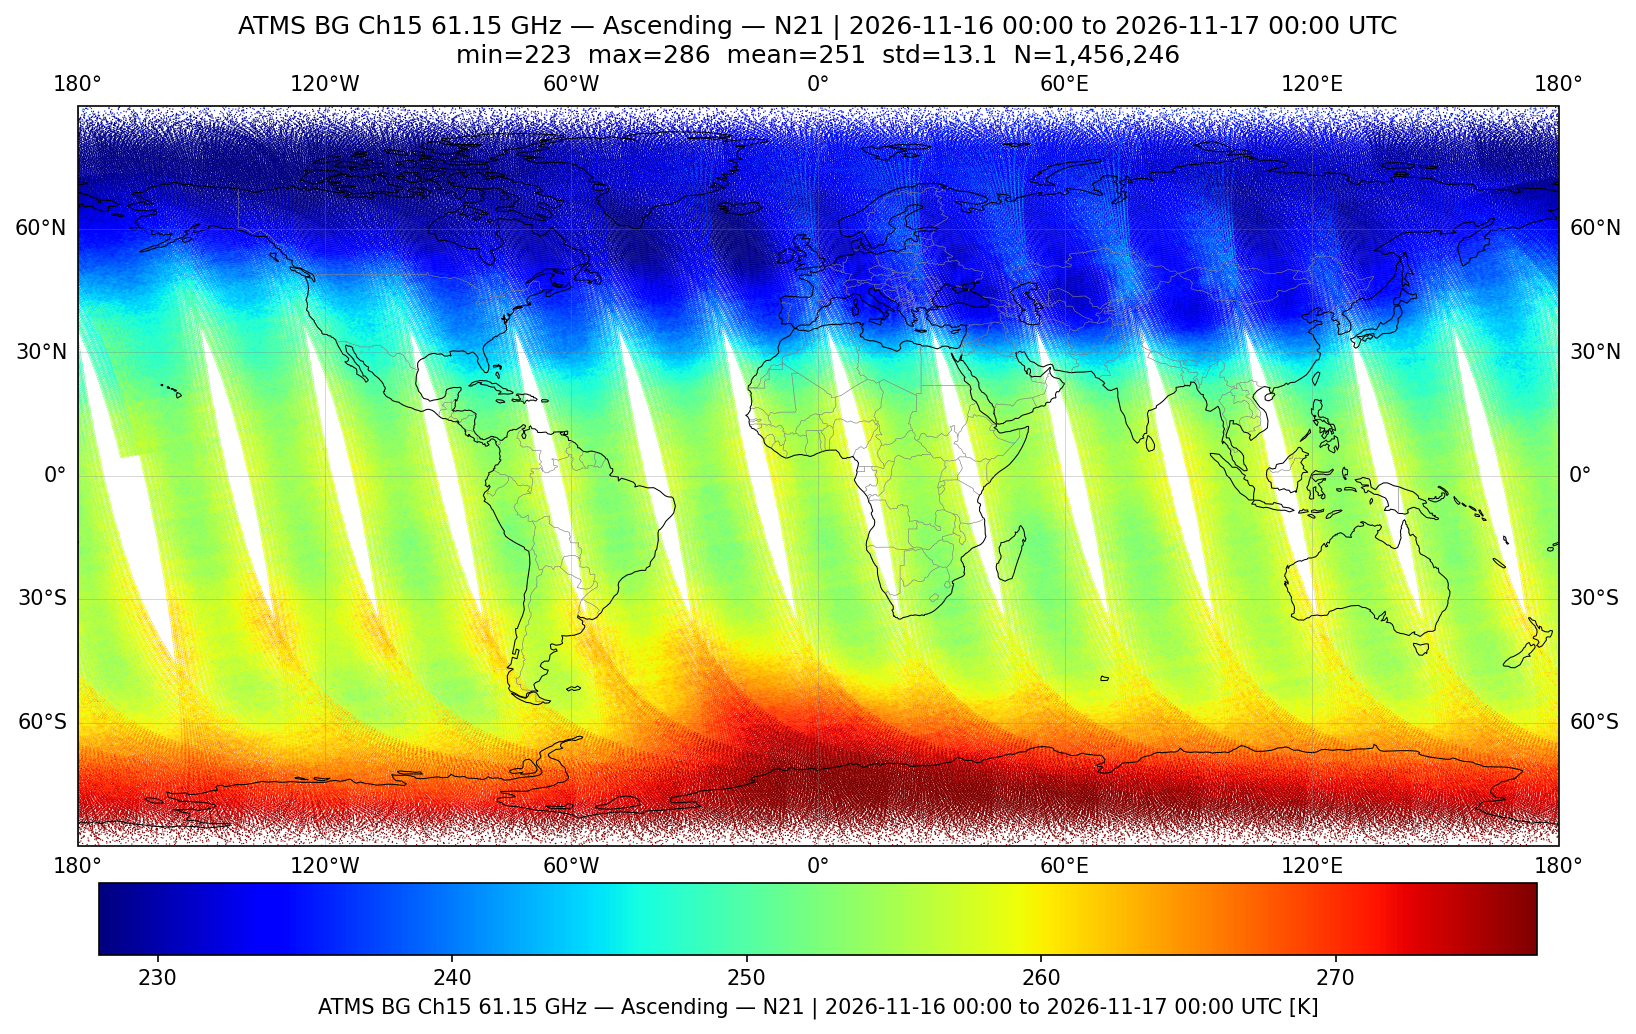 ATMS BG Ch15 61.15 GHz — Ascending — N21 | 2026-11-16 00:00 to 2026-11-17 00:00 UTC
min=223  max=286  mean=251  std=13.1  N=1,456,246
180° 120°W 60°W 0° 60°E 120°E 180°
60°N 60°N
30°N 30°N
0° 0°
30°S 30°S
60°S 60°S
180° 120°W 60°W 0° 60°E 120°E 180°
230 240 250 260 270
ATMS BG Ch15 61.15 GHz — Ascending — N21 | 2026-11-16 00:00 to 2026-11-17 00:00 UTC [K]